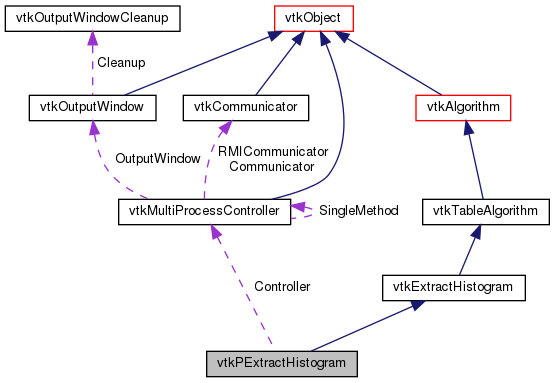 vtkOutputWindowCleanup
vtkObject
Cleanup
vtkOutputWindow
vtkCommunicator
vtkAlgorithm
OutputWindow
RMICommunicator
Communicator
vtkMultiProcessController
SingleMethod
vtkTableAlgorithm
Controller
vtkExtractHistogram
vtkPExtractHistogram